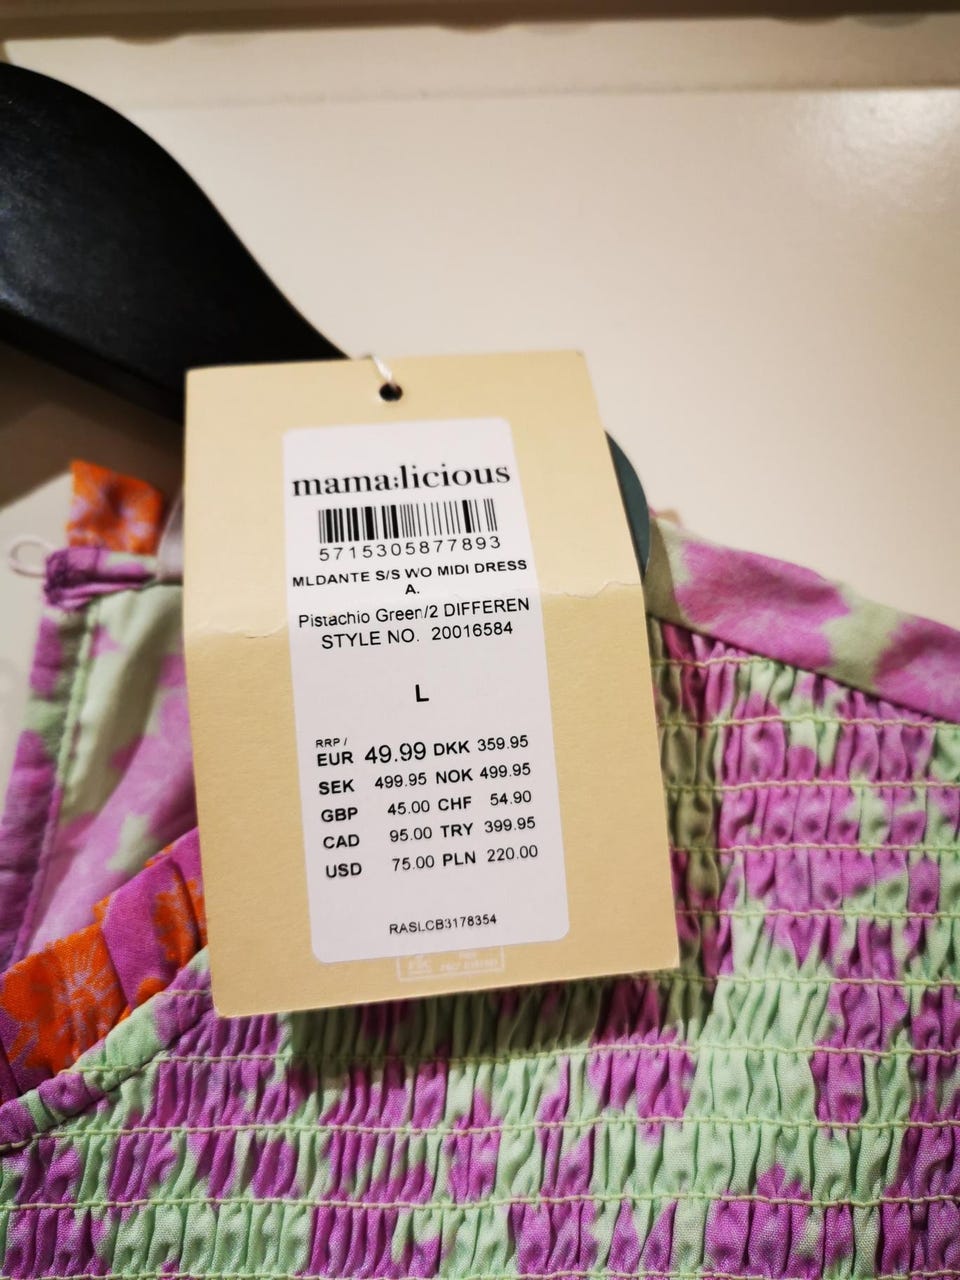 mama:licious
5715305877893
MLDANTE S/S WO MIDI DRESS
A.
Pistachio Green/2 DIFFEREN
STYLE NO. 20016584
L
RRP /
EUR 49.99 DKK 359.95
SEK 499.95 NOK 499.95
GBP 45.00 CHF 54.90
CAD 95.00 TRY 399.95
USD 75.00 PLN 220.00
RASLCB3178354